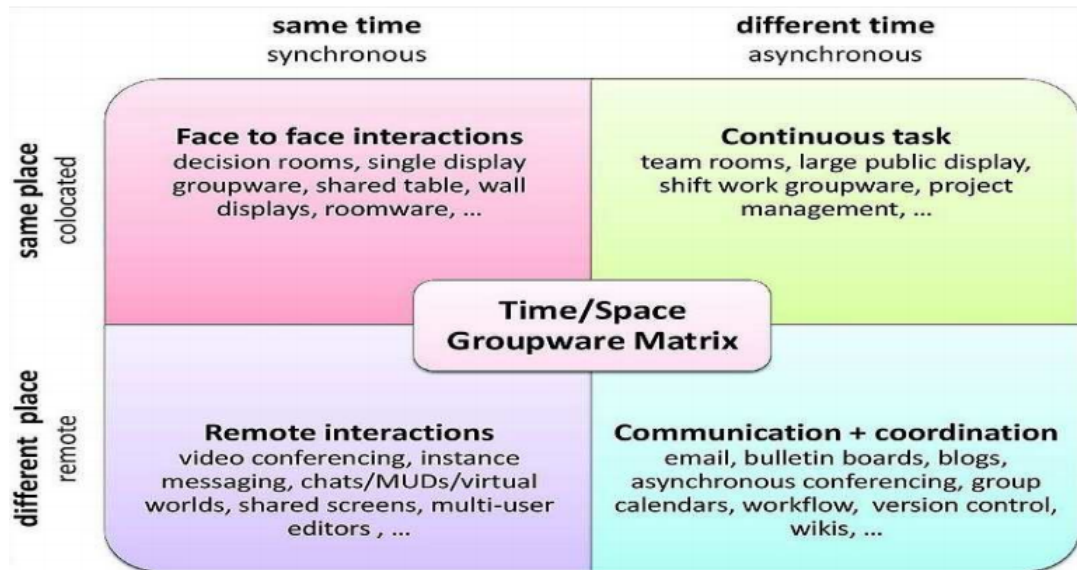 same time
synchronous
different time
asynchronous
same place
colocated
Face to face interactions
decision rooms, single display
groupware, shared table, wall
displays, roomware, ...
Continuous task
team rooms, large public display,
shift work groupware, project
management, ...
Time/Space
Groupware Matrix
different place
remote
Remote interactions
video conferencing, instance
messaging, chats/MUDs/virtual
worlds, shared screens, multi-user
editors , ...
Communication + coordination
email, bulletin boards, blogs,
asynchronous conferencing, group
calendars, workflow, version control,
wikis, ...